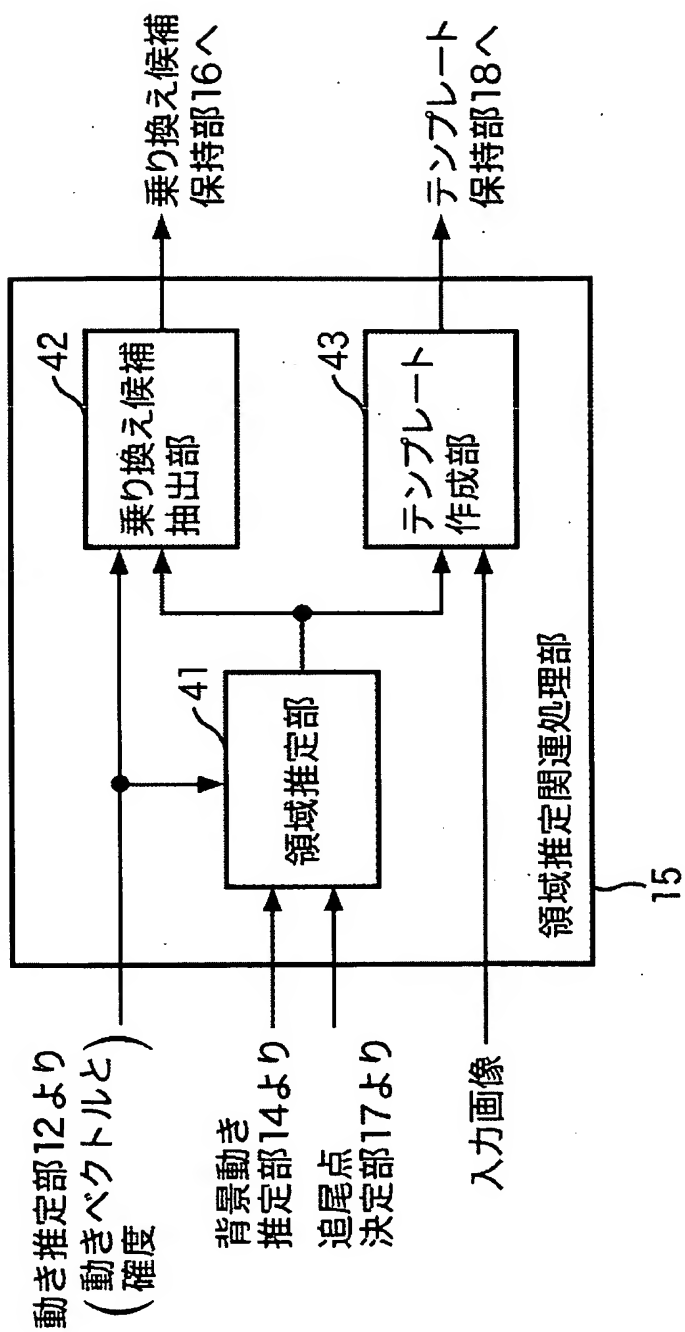 動き推定部12より
(動きベクトルと)
確度
背景動き
推定部14より
追尾点
決定部17より
入力画像
41
領域推定部
42
乗り換え候補
抽出部
43
テンプレート
作成部
領域推定関連処理部
15
乗り換え候補
保持部16へ
テンプレート
保持部18へ